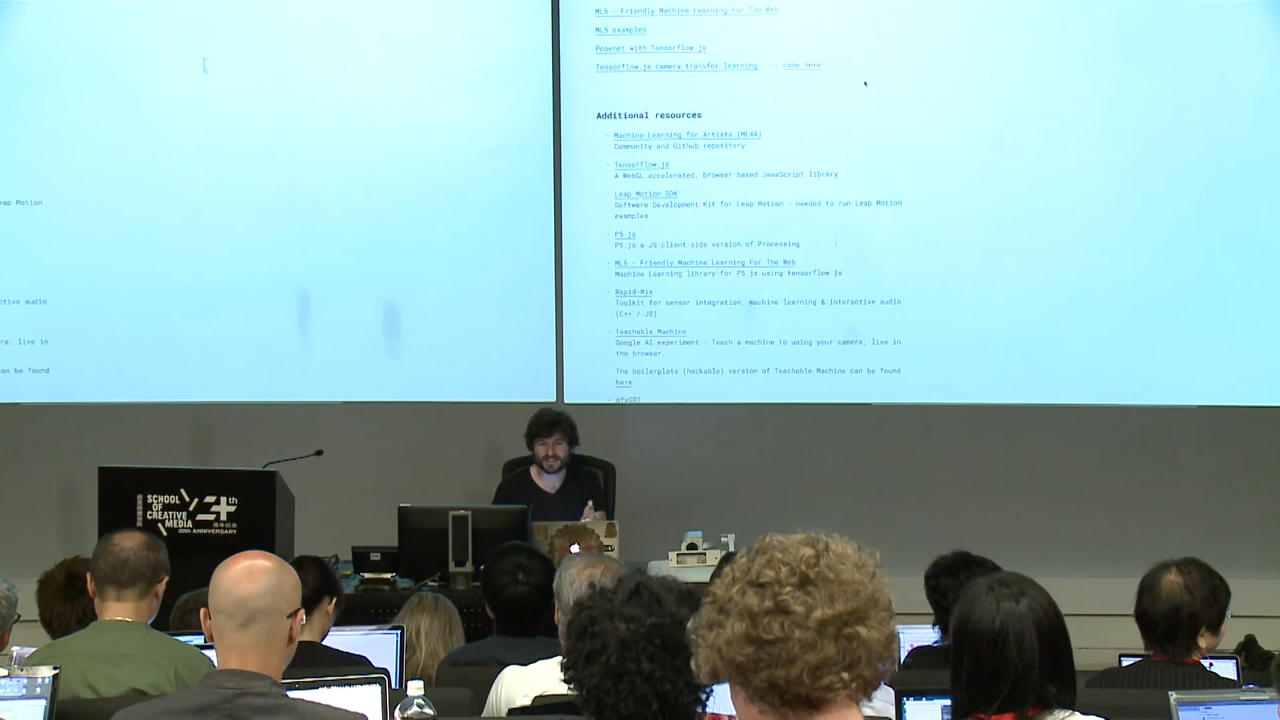 ML5 - Friendly Machine Learning For The Web
ML5 examples
Posenet with Tensorflow.js
Tensorflow.js camera transfer learning ---- code here
Additional resources
- Machine Learning for Artists (ML4A)
Community and Github repository
- Tensorflow.js
A WebGL accelerated, browser based JavaScript library
- Leap Motion SDK
Software Development Kit for Leap Motion - needed to run Leap Motion
examples
- P5.js
P5.js a JS client-side version of Processing
- ML5 - Friendly Machine Learning For The Web
Machine Learning library for P5.js using tensorflow.js
- Rapid-Mix
Toolkit for sensor integration, machine learning & interactive audio
(C++ / JS)
- Teachable Machine
Google AI experiment - Teach a machine to using your camera, live in
the browser.
The boilerplate (hackable) version of Teachable Machine can be found
here.
- ofxGRT
eap Motion
ctive audio
ra, live in
can be found
SCHOOL
OF
CREATIVE
MEDIA
th
20th ANNIVERSARY